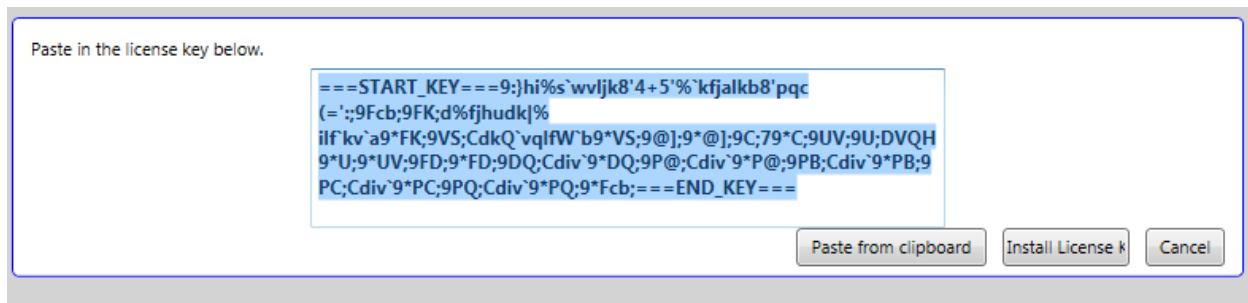 Paste in the license key below.
===START_KEY===9:}hi%s`wvljk8'4+5'%`kfjalkb8'pqc
(=':;9Fcb;9FK;d%fjhudk|%
ilf`kv`a9*FK;9VS;CdkQ`vqlfW`b9*VS;9@];9*@];9C;79*C;9UV;9U;DVQH
9*U;9*UV;9FD;9*FD;9DQ;Cdiv`9*DQ;9P@;Cdiv`9*P@;9PB;Cdiv`9*PB;9
PC;Cdiv`9*PC;9PQ;Cdiv`9*PQ;9*Fcb;===END_KEY===
Paste from clipboard
Install License K
Cancel